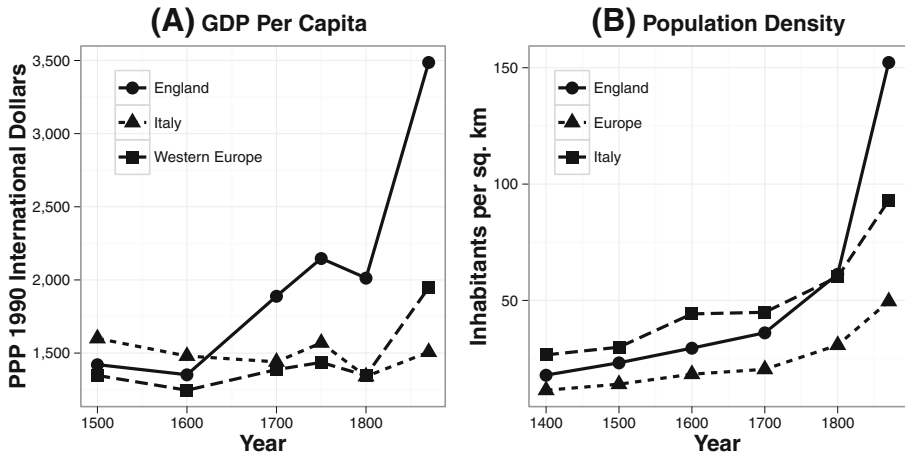 (A) GDP Per Capita
PPP 1990 International Dollars
3,500
3,000
2,500
2,000
1,500
England
Italy
Western Europe
1500 1600 1700 1800
Year
(B) Population Density
Inhabitants per sq. km
150
100
50
England
Europe
Italy
1400 1500 1600 1700 1800
Year